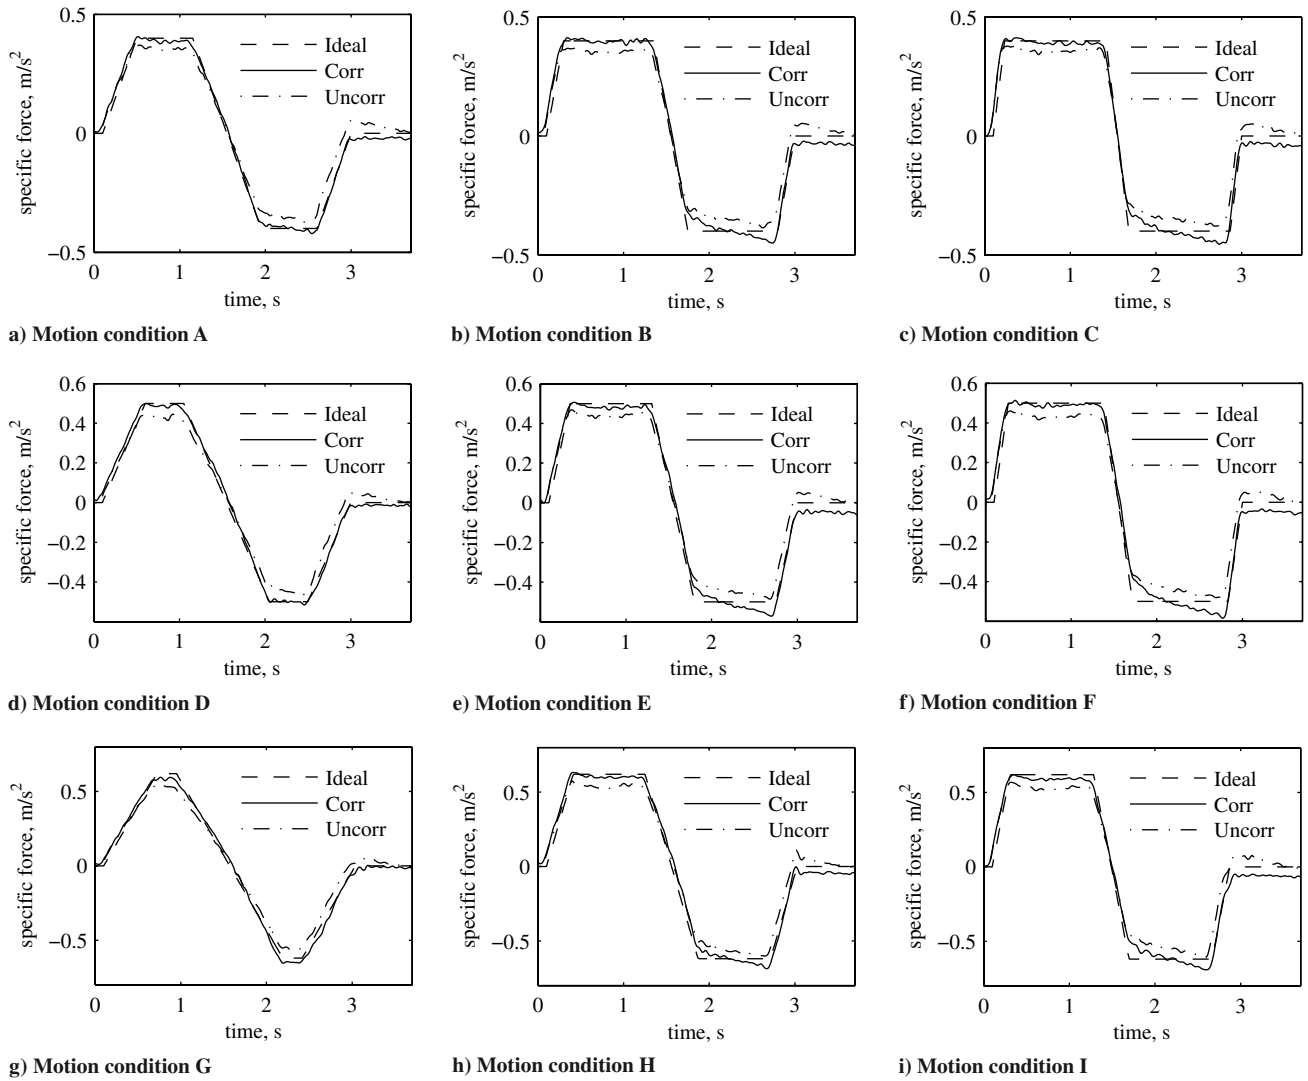 0.5
0
−0.5
specific force, m/s²
Ideal
Corr
Uncorr
0 1 2 3
time, s
a) Motion condition A
0.5
0
−0.5
specific force, m/s²
Ideal
Corr
Uncorr
0 1 2 3
time, s
b) Motion condition B
0.5
0
−0.5
specific force, m/s²
Ideal
Corr
Uncorr
0 1 2 3
time, s
c) Motion condition C
0.6
0.4
0.2
0
−0.2
−0.4
specific force, m/s²
Ideal
Corr
Uncorr
0 1 2 3
time, s
d) Motion condition D
0.6
0.4
0.2
0
−0.2
−0.4
specific force, m/s²
Ideal
Corr
Uncorr
0 1 2 3
time, s
e) Motion condition E
0.6
0.4
0.2
0
−0.2
−0.4
specific force, m/s²
Ideal
Corr
Uncorr
0 1 2 3
time, s
f) Motion condition F
0.5
0
−0.5
specific force, m/s²
Ideal
Corr
Uncorr
0 1 2 3
time, s
g) Motion condition G
0.5
0
−0.5
specific force, m/s²
Ideal
Corr
Uncorr
0 1 2 3
time, s
h) Motion condition H
0.5
0
−0.5
specific force, m/s²
Ideal
Corr
Uncorr
0 1 2 3
time, s
i) Motion condition I